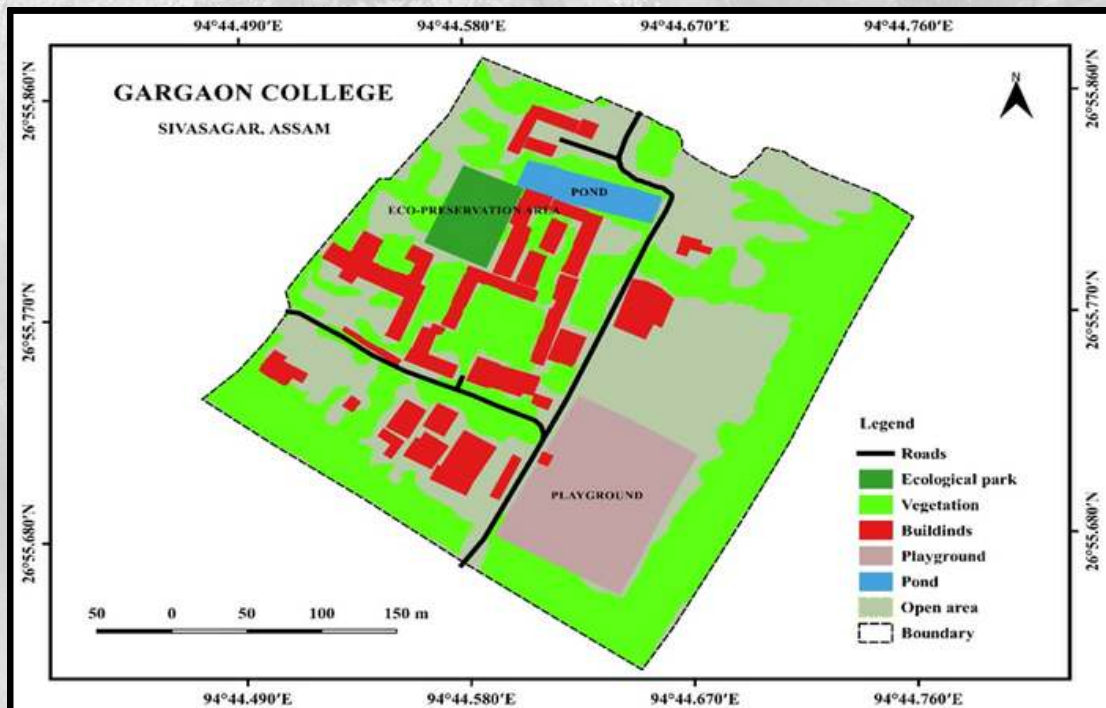 94°44.490'E 94°44.580'E 94°44.670'E 94°44.760'E
26°55.860'N
26°55.770'N
26°55.680'N
GARGAON COLLEGE
SIVASAGAR, ASSAM
N
POND
ECO-PRESERVATION AREA
PLAYGROUND
50 0 50 100 150 m
Legend
Roads
Ecological park
Vegetation
Buildinds
Playground
Pond
Open area
Boundary
26°55.860'N
26°55.770'N
26°55.680'N
94°44.490'E 94°44.580'E 94°44.670'E 94°44.760'E